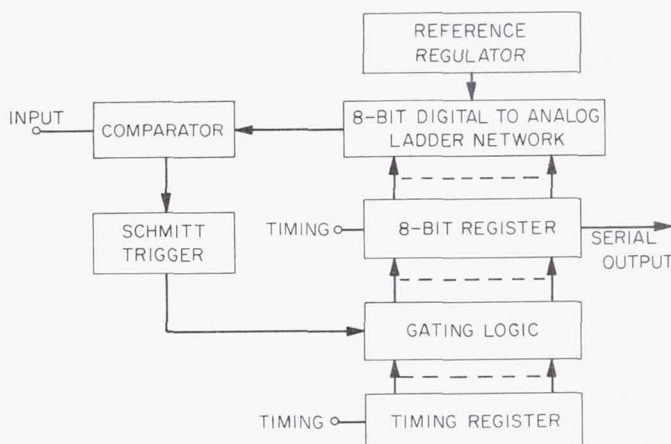 REFERENCE
REGULATOR
INPUT
COMPARATOR
8-BIT DIGITAL TO ANALOG
LADDER NETWORK
SCHMITT
TRIGGER
TIMING
8-BIT REGISTER
SERIAL
OUTPUT
GATING LOGIC
TIMING
TIMING REGISTER